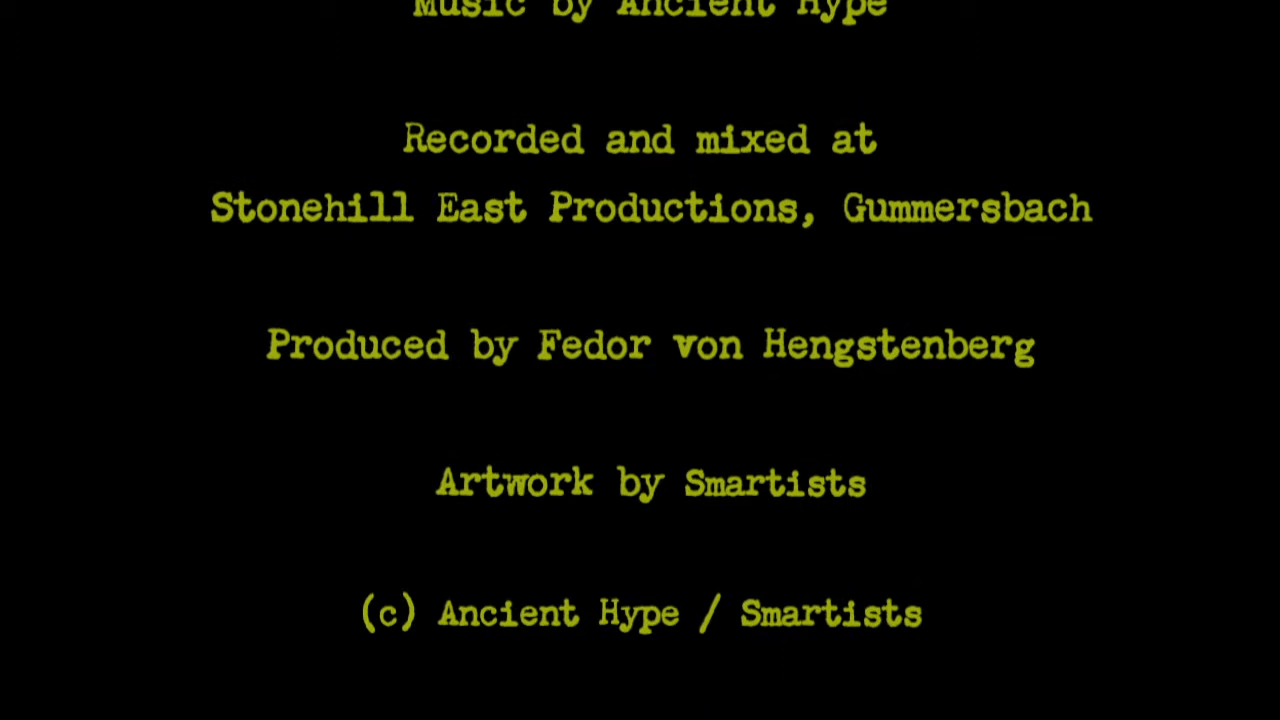 Music by Ancient Hype
Recorded and mixed at
Stonehill East Productions, Gummersbach
Produced by Fedor von Hengstenberg
Artwork by Smartists
(c) Ancient Hype / Smartists